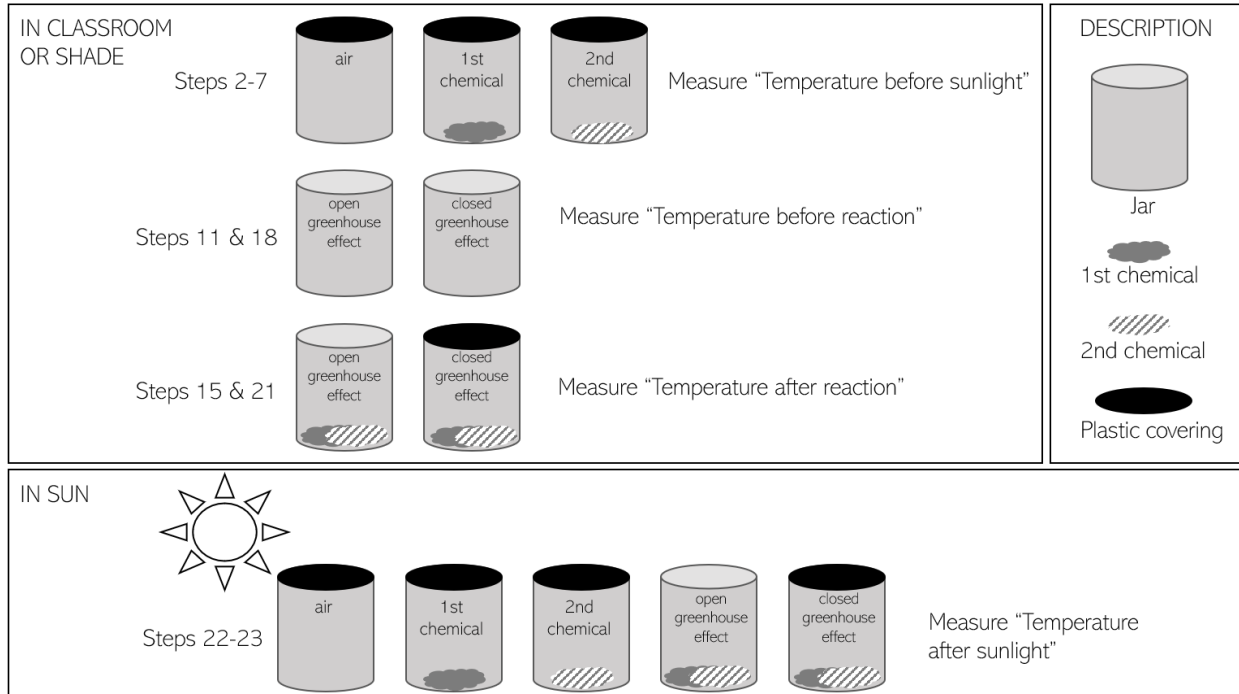 IN CLASSROOM
OR SHADE
Steps 2-7
air
1st
chemical
2nd
chemical
Measure “Temperature before sunlight”
Steps 11 & 18
open
greenhouse
effect
closed
greenhouse
effect
Measure “Temperature before reaction”
Steps 15 & 21
open
greenhouse
effect
closed
greenhouse
effect
Measure “Temperature after reaction”
DESCRIPTION
Jar
1st chemical
2nd chemical
Plastic covering
IN SUN
Steps 22-23
air
1st
chemical
2nd
chemical
open
greenhouse
effect
closed
greenhouse
effect
Measure “Temperature
after sunlight”